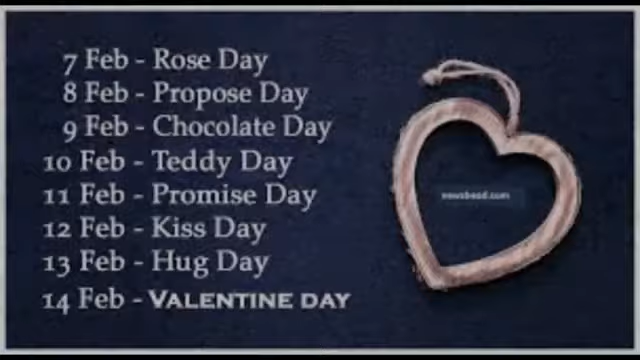 7 Feb - Rose Day
8 Feb - Propose Day
9 Feb - Chocolate Day
10 Feb - Teddy Day
11 Feb - Promise Day
12 Feb - Kiss Day
13 Feb - Hug Day
14 Feb - VALENTINE DAY